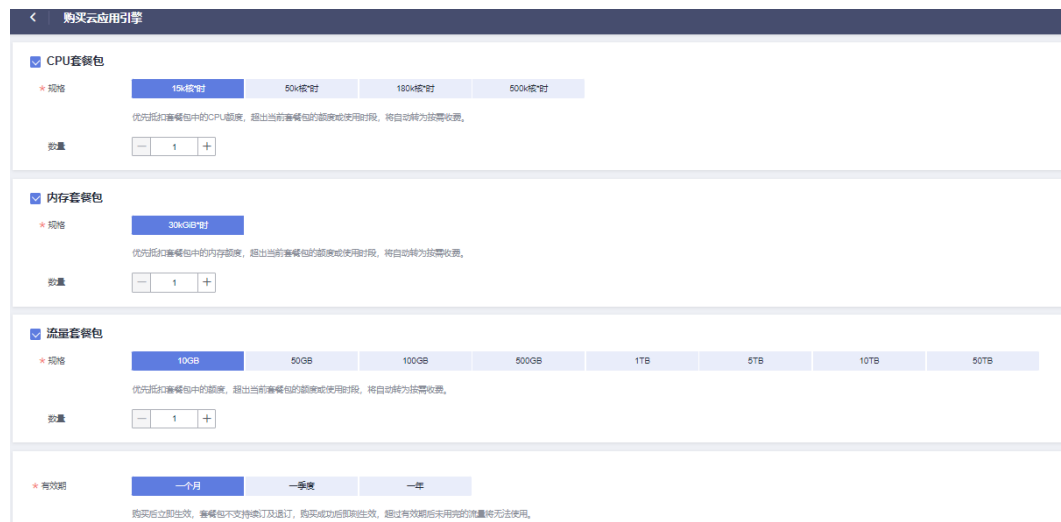 购买云应用引擎
CPU套餐包
* 规格 15k核*时 50k核*时 180k核*时 500k核*时
优先抵扣套餐包中的CPU额度，超出当前套餐包的额度或使用时段，将自动转为按需收费。
数量 1
内存套餐包
* 规格 30kGiB*时
优先抵扣套餐包中的内存额度，超出当前套餐包的额度或使用时段，将自动转为按需收费。
数量 1
流量套餐包
* 规格 10GB 50GB 100GB 500GB 1TB 5TB 10TB 50TB
优先抵扣套餐包中的额度，超出当前套餐包的额度或使用时段，将自动转为按需收费。
数量 1
* 有效期 一个月 一季度 一年
购买后立即生效，套餐包不支持续订及退订，购买成功后即刻生效，超过有效期后未用完的流量将无法使用。